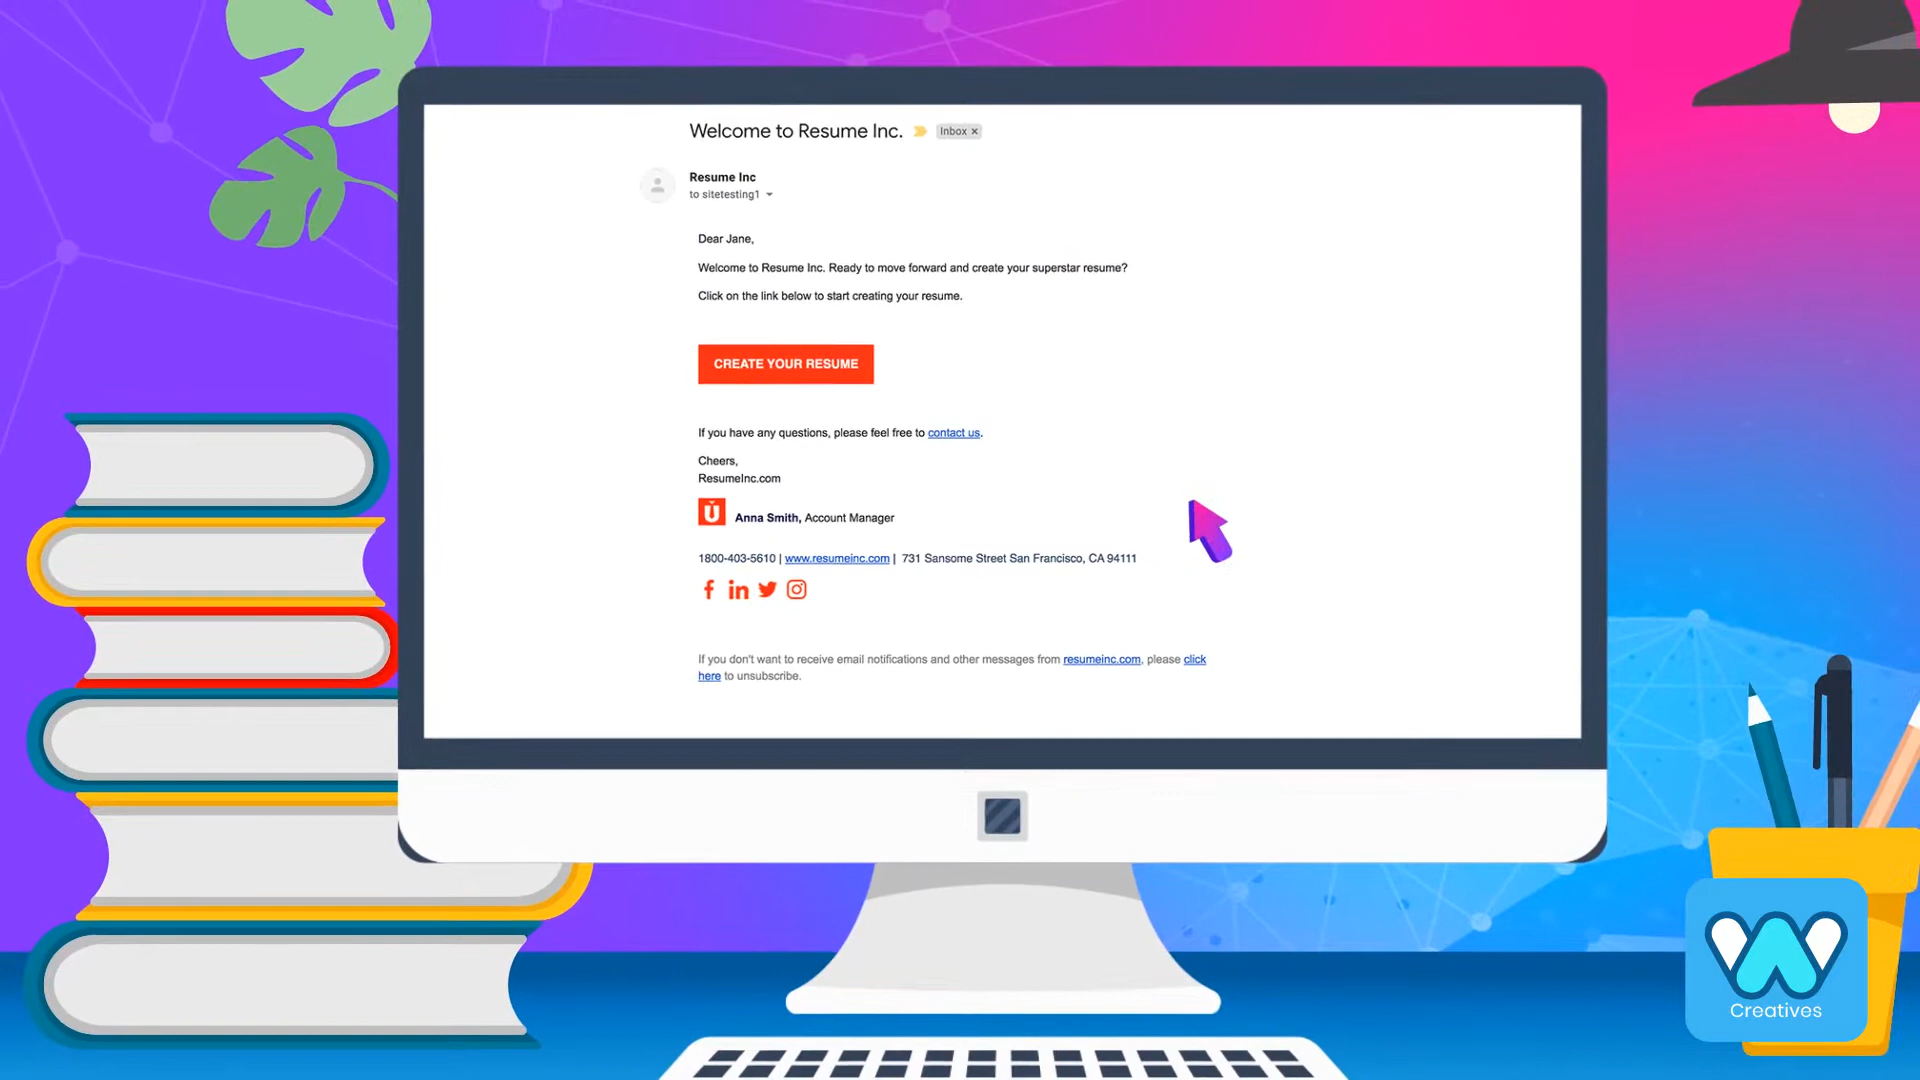 Welcome to Resume Inc. Inbox ×
Resume Inc
to sitetesting1
Dear Jane,
Welcome to Resume Inc. Ready to move forward and create your superstar resume?
Click on the link below to start creating your resume.
CREATE YOUR RESUME
If you have any questions, please feel free to contact us.
Cheers,
ResumeInc.com
Anna Smith, Account Manager
1800-403-5610 | www.resumeinc.com | 731 Sansome Street San Francisco, CA 94111
If you don't want to receive email notifications and other messages from resumeinc.com, please click
here to unsubscribe.
Creatives